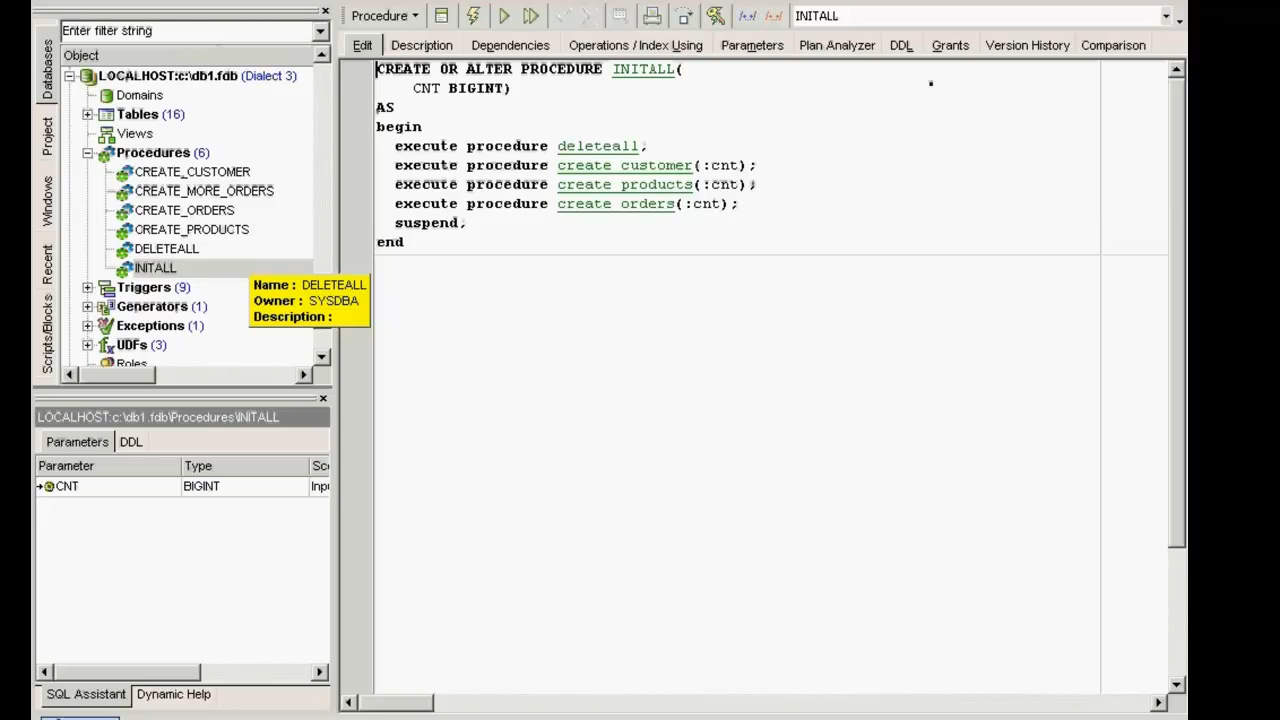 Enter filter string
Object
LOCALHOST:c:\db1.fdb (Dialect 3)
Domains
Tables (16)
Views
Procedures (6)
CREATE_CUSTOMER
CREATE_MORE_ORDERS
CREATE_ORDERS
CREATE_PRODUCTS
DELETEALL
INITALL
Triggers (9)
Generators (1)
Exceptions (1)
UDFs (3)
Roles
Databases
Project
Windows
Recent
Scripts/Blocks
Name : DELETEALL
Owner : SYSDBA
Description :
LOCALHOST:c:\db1.fdb\Procedures\INITALL
Parameters DDL
Parameter Type Sc
CNT BIGINT Inp
SQL Assistant Dynamic Help
Procedure INITALL
Edit Description Dependencies Operations / Index Using Parameters Plan Analyzer DDL Grants Version History Comparison
CREATE OR ALTER PROCEDURE INITALL(
CNT BIGINT)
AS
begin
execute procedure deleteall;
execute procedure create_customer(:cnt);
execute procedure create_products(:cnt);
execute procedure create_orders(:cnt);
suspend;
end